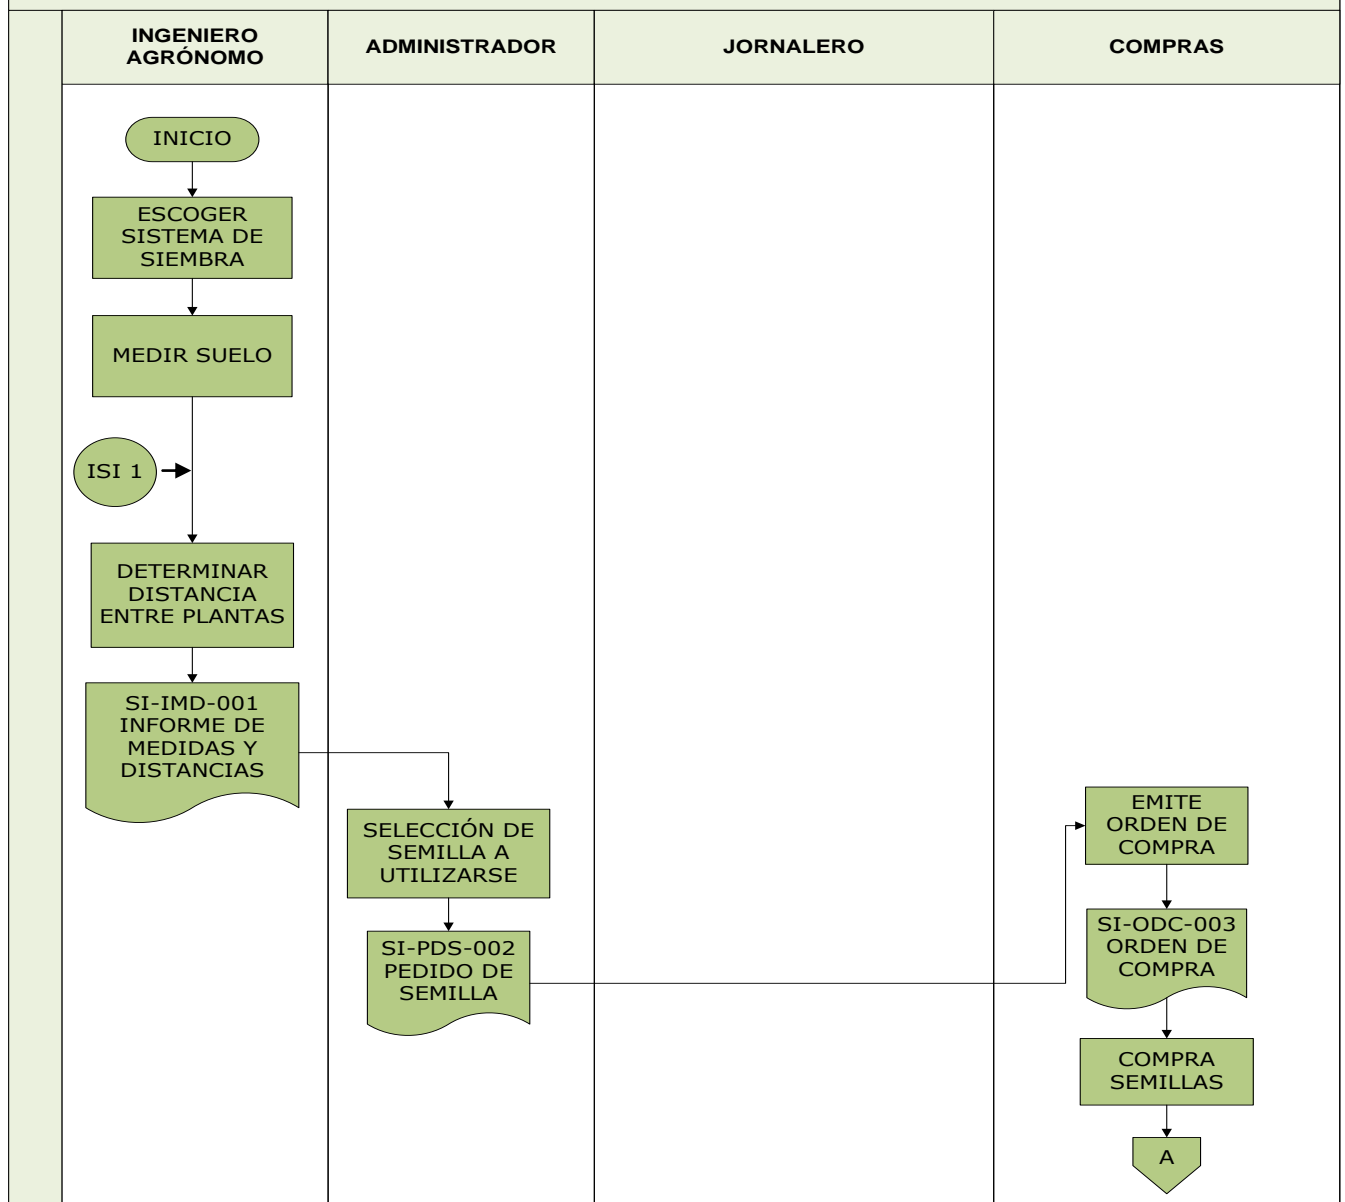 INGENIERO
AGRÓNOMO
ADMINISTRADOR
JORNALERO
COMPRAS
INICIO
ESCOGER
SISTEMA DE
SIEMBRA
MEDIR SUELO
ISI 1
DETERMINAR
DISTANCIA
ENTRE PLANTAS
SI-IMD-001
INFORME DE
MEDIDAS Y
DISTANCIAS
SELECCIÓN DE
SEMILLA A
UTILIZARSE
SI-PDS-002
PEDIDO DE
SEMILLA
EMITE
ORDEN DE
COMPRA
SI-ODC-003
ORDEN DE
COMPRA
COMPRA
SEMILLAS
A